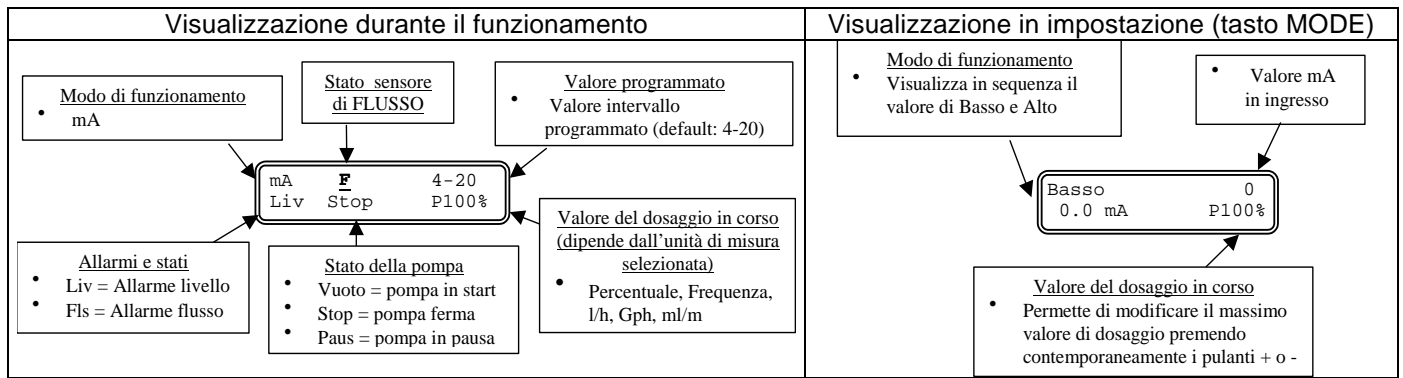 Visualizzazione durante il funzionamento
Visualizzazione in impostazione (tasto MODE)
Modo di funzionamento
• mA
Stato sensore
di FLUSSO
Valore programmato
• Valore intervallo
programmato (default: 4-20)
mA F 4-20
Liv Stop P100%
Allarmi e stati
• Liv = Allarme livello
• Fls = Allarme flusso
Stato della pompa
• Vuoto = pompa in start
• Stop = pompa ferma
• Paus = pompa in pausa
Valore del dosaggio in corso
(dipende dall'unità di misura
selezionata)
• Percentuale, Frequenza,
l/h, Gph, ml/m
Modo di funzionamento
• Visualizza in sequenza il
valore di Basso e Alto
• Valore mA
in ingresso
Basso 0
0.0 mA P100%
Valore del dosaggio in corso
• Permette di modificare il massimo
valore di dosaggio premendo
contemporaneamente i pulanti + o -